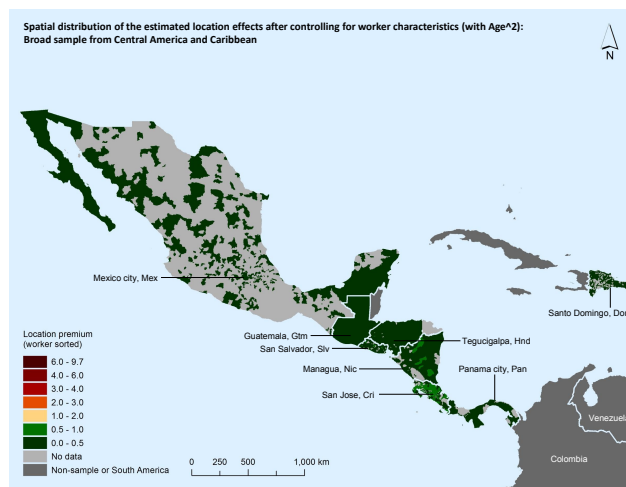 Spatial distribution of the estimated location effects after controlling for worker characteristics (with Age^2):
Broad sample from Central America and Caribbean
N
Mexico city, Mex
Santo Domingo, Do
Guatemala, Gtm
Tegucigalpa, Hnd
San Salvador, Slv
Managua, Nic
Panama city, Pan
San Jose, Cri
Venezuel
Colombia
Location premium
(worker sorted)
6.0 - 9.7
4.0 - 6.0
3.0 - 4.0
2.0 - 3.0
1.0 - 2.0
0.5 - 1.0
0.0 - 0.5
No data
Non-sample or South America
0 250 500 1,000 km